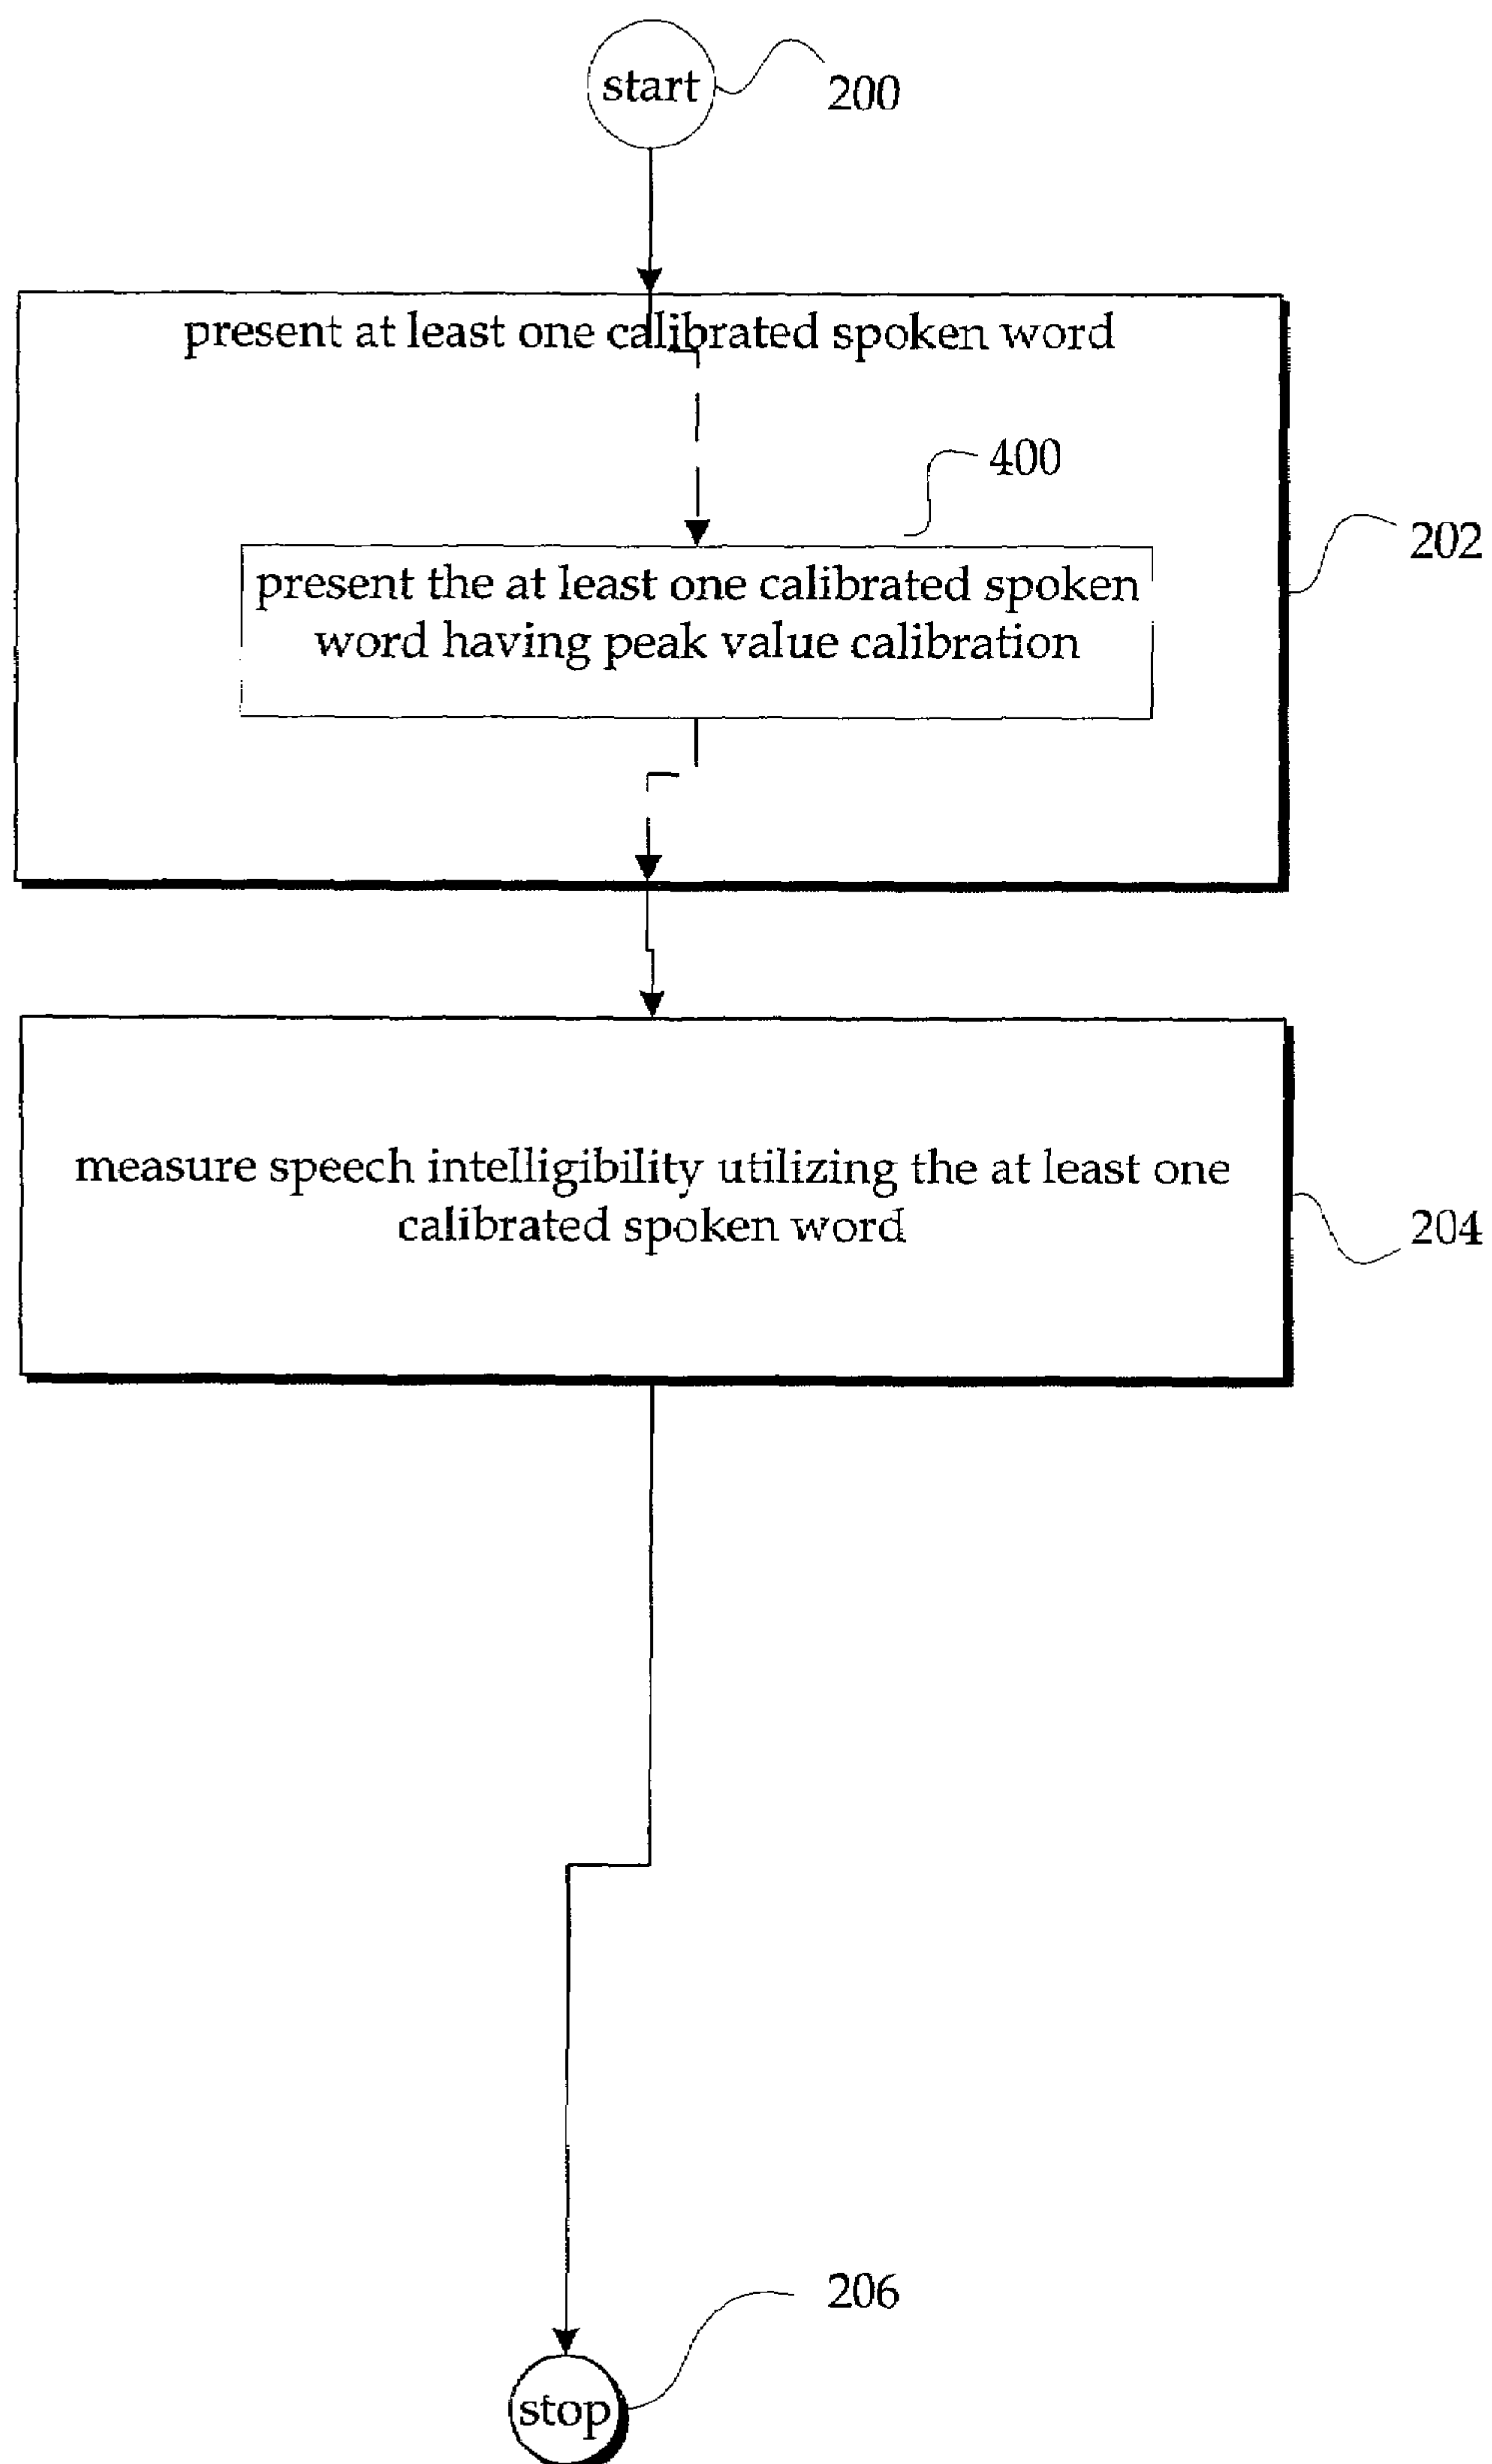 start
200
present at least one calibrated spoken word
400
202
present the at least one calibrated spoken
word having peak value calibration
measure speech intelligibility utilizing the at least one
calibrated spoken word
204
206
stop